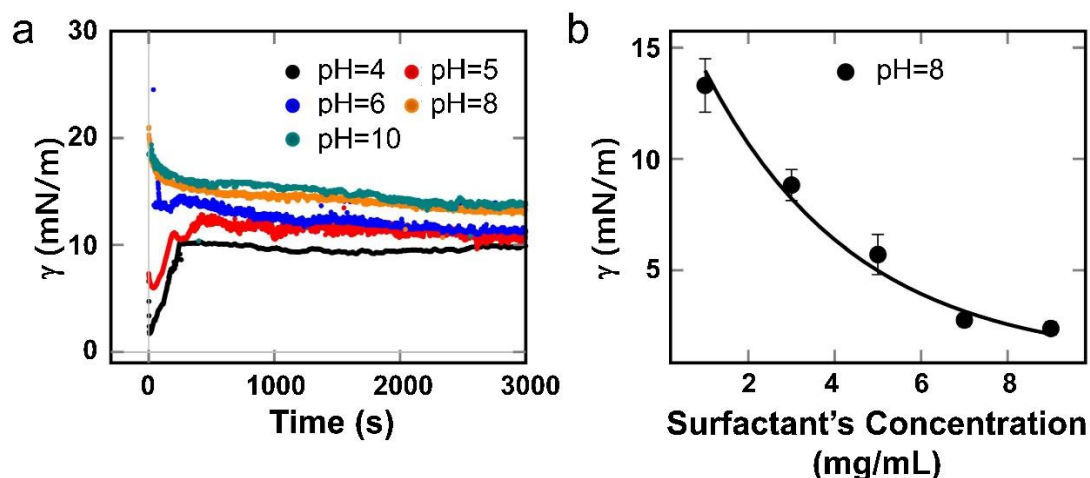 a
30
20
10
0
γ (mN/m)
pH=4 pH=5
pH=6 pH=8
pH=10
0 1000 2000 3000
Time (s)
b
15
10
5
γ (mN/m)
pH=8
2 4 6 8
Surfactant's Concentration
(mg/mL)